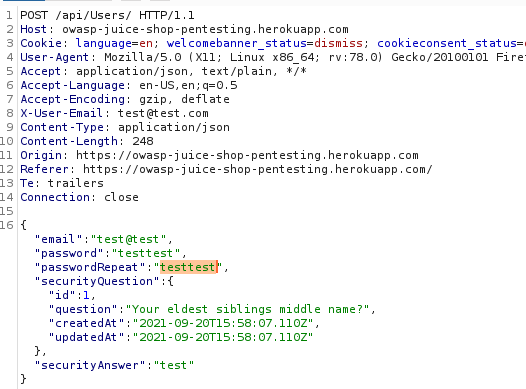 1 POST /api/Users/ HTTP/1.1
2 Host: owasp-juice-shop-pentesting.herokuapp.com
3 Cookie: language=en; welcomebanner_status=dismiss; cookieconsent_status=
4 User-Agent: Mozilla/5.0 (X11; Linux x86_64; rv:78.0) Gecko/20100101 Firef
5 Accept: application/json, text/plain, */*
6 Accept-Language: en-US,en;q=0.5
7 Accept-Encoding: gzip, deflate
8 X-User-Email: test@test.com
9 Content-Type: application/json
10 Content-Length: 248
11 Origin: https://owasp-juice-shop-pentesting.herokuapp.com
12 Referer: https://owasp-juice-shop-pentesting.herokuapp.com/
13 Te: trailers
14 Connection: close
15
16 {
"email":"test@test",
"password":"testtest",
"passwordRepeat":"testtest",
"securityQuestion":{
"id":1,
"question":"Your eldest siblings middle name?",
"createdAt":"2021-09-20T15:58:07.110Z",
"updatedAt":"2021-09-20T15:58:07.110Z"
},
"securityAnswer":"test"
}